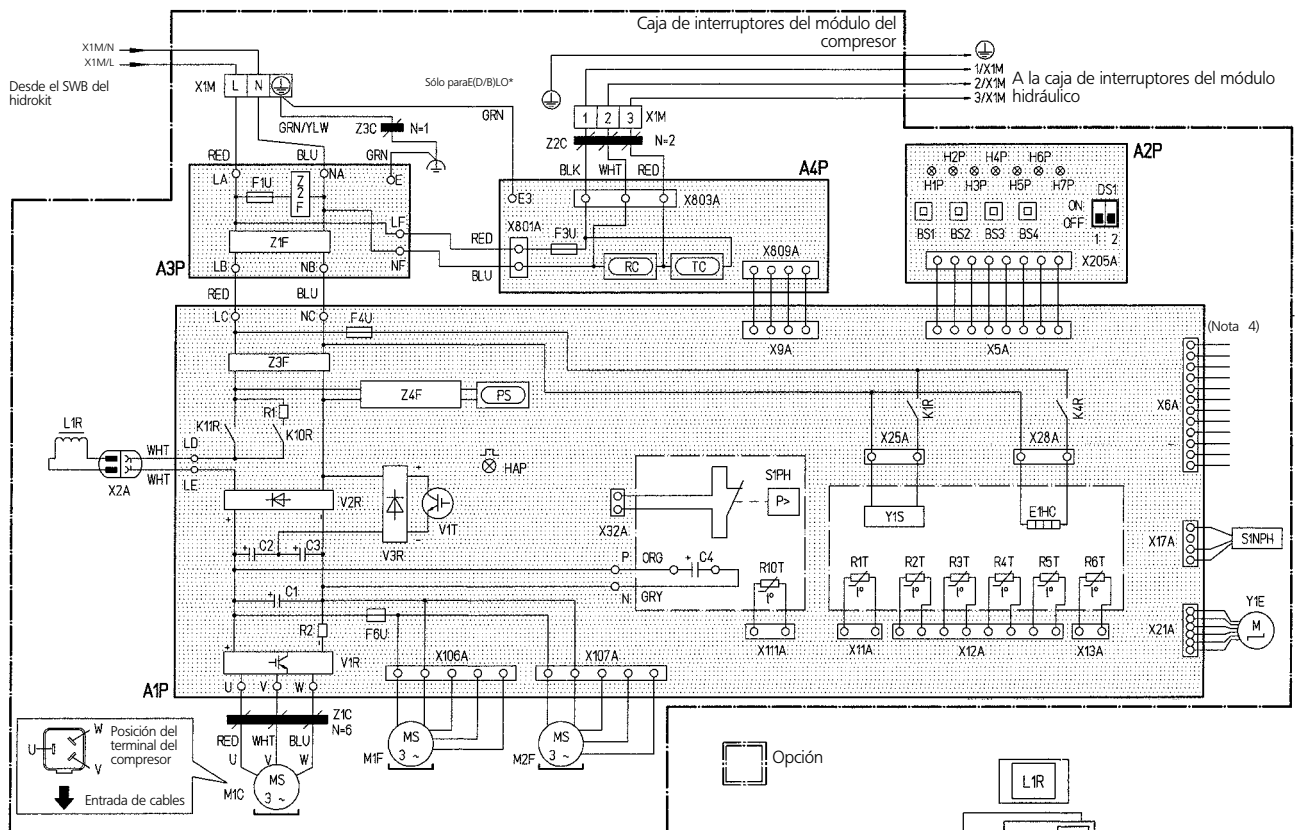 Caja de interruptores del módulo del
compresor
X1M/N
X1M/L
Desde el SWB del
hidrokit
X1M L N
Sólo paraE(D/B)LO*
1/X1M
2/X1M
3/X1M
A la caja de interruptores del módulo
hidráulico
GRN/YLW Z3C N=1
GRN
1 2 3 X1M
Z2C N=2
RED BLU GRN
BLK WHT RED
A4P
A2P
H2P H4P H6P
H1P H3P H5P H7P
DS1
ON
OFF
1 2
BS1 BS2 BS3 BS4
X205A
LA F1U Z2F NA E
E3 X803A
X801A F3U
RED
BLU
RC TC
X809A
LF
NF
Z1F
A3P LB NB
RED BLU
LC NC F4U
X9A
X5A
(Nota 4)
Z3F
Z4F PS
K1R K4R
X6A
R1
K11R K10R
L1R
WHT LD
WHT LE
X2A
HAP
X25A X28A
V2R
V3R
V1T
S1PH
P>
X32A
Y1S
E1HC
X17A S1NPH
C2 C3
P ORG C4
N GRY
R10T
R1T R2T R3T R4T R5T R6T
t° t° t° t° t° t° t°
C1
R2
F6U
X111A X11A X12A X13A
X21A
Y1E
M
V1R
X106A X107A
A1P
U V W
Z1C
N=6
RED WHT BLU
U V W
MS
3 ~
M1F
MS
3 ~
M2F
MS
3 ~
M1C
W
U
V
Posición del
terminal del
compresor
Entrada de cables
Opción
L1R